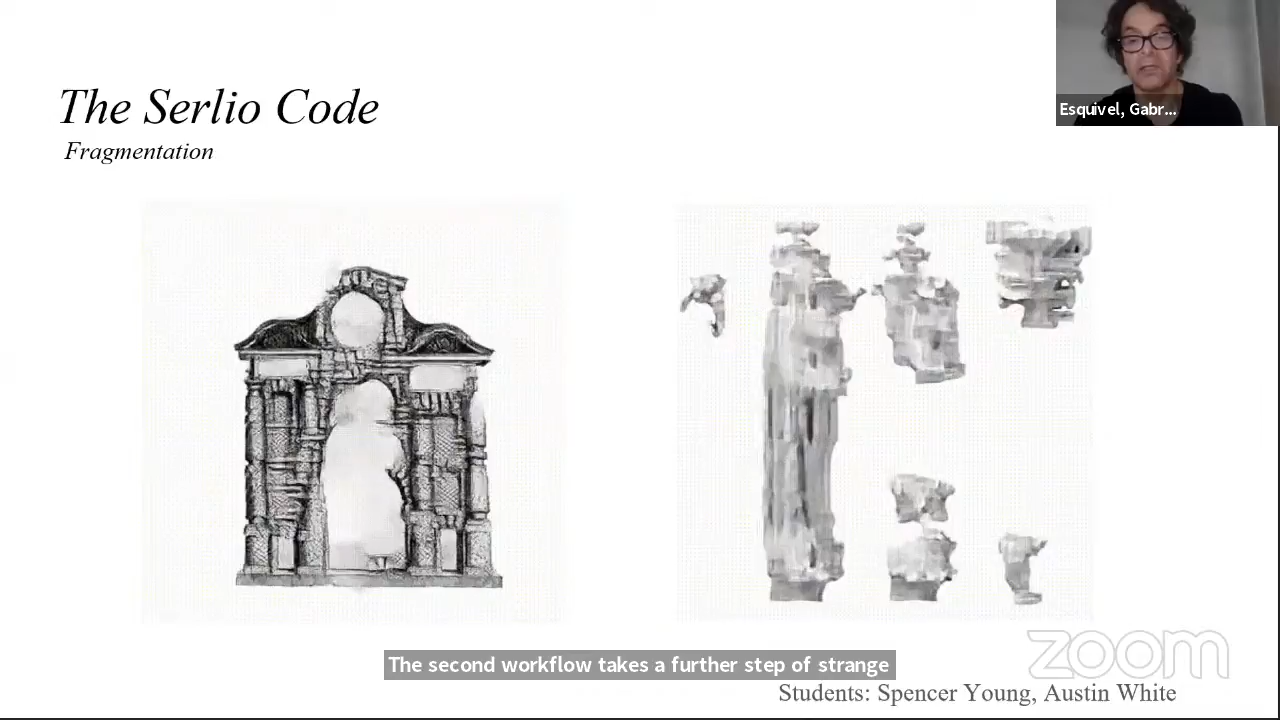 The Serlio Code
Fragmentation
Esquivel, Gabr...
The second workflow takes a further step of strange
zoom
Students: Spencer Young, Austin White